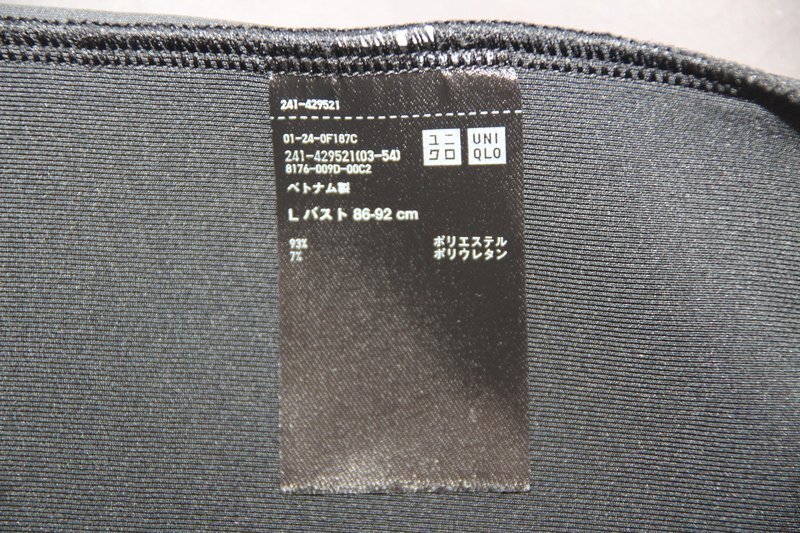 241-429521
01-24-0F187C
241-429521(03-54)
8176-009D-00C2
ベトナム製
ユニ
クロ
UNI
QLO
L バスト 86-92 cm
93% ポリエステル
7% ポリウレタン